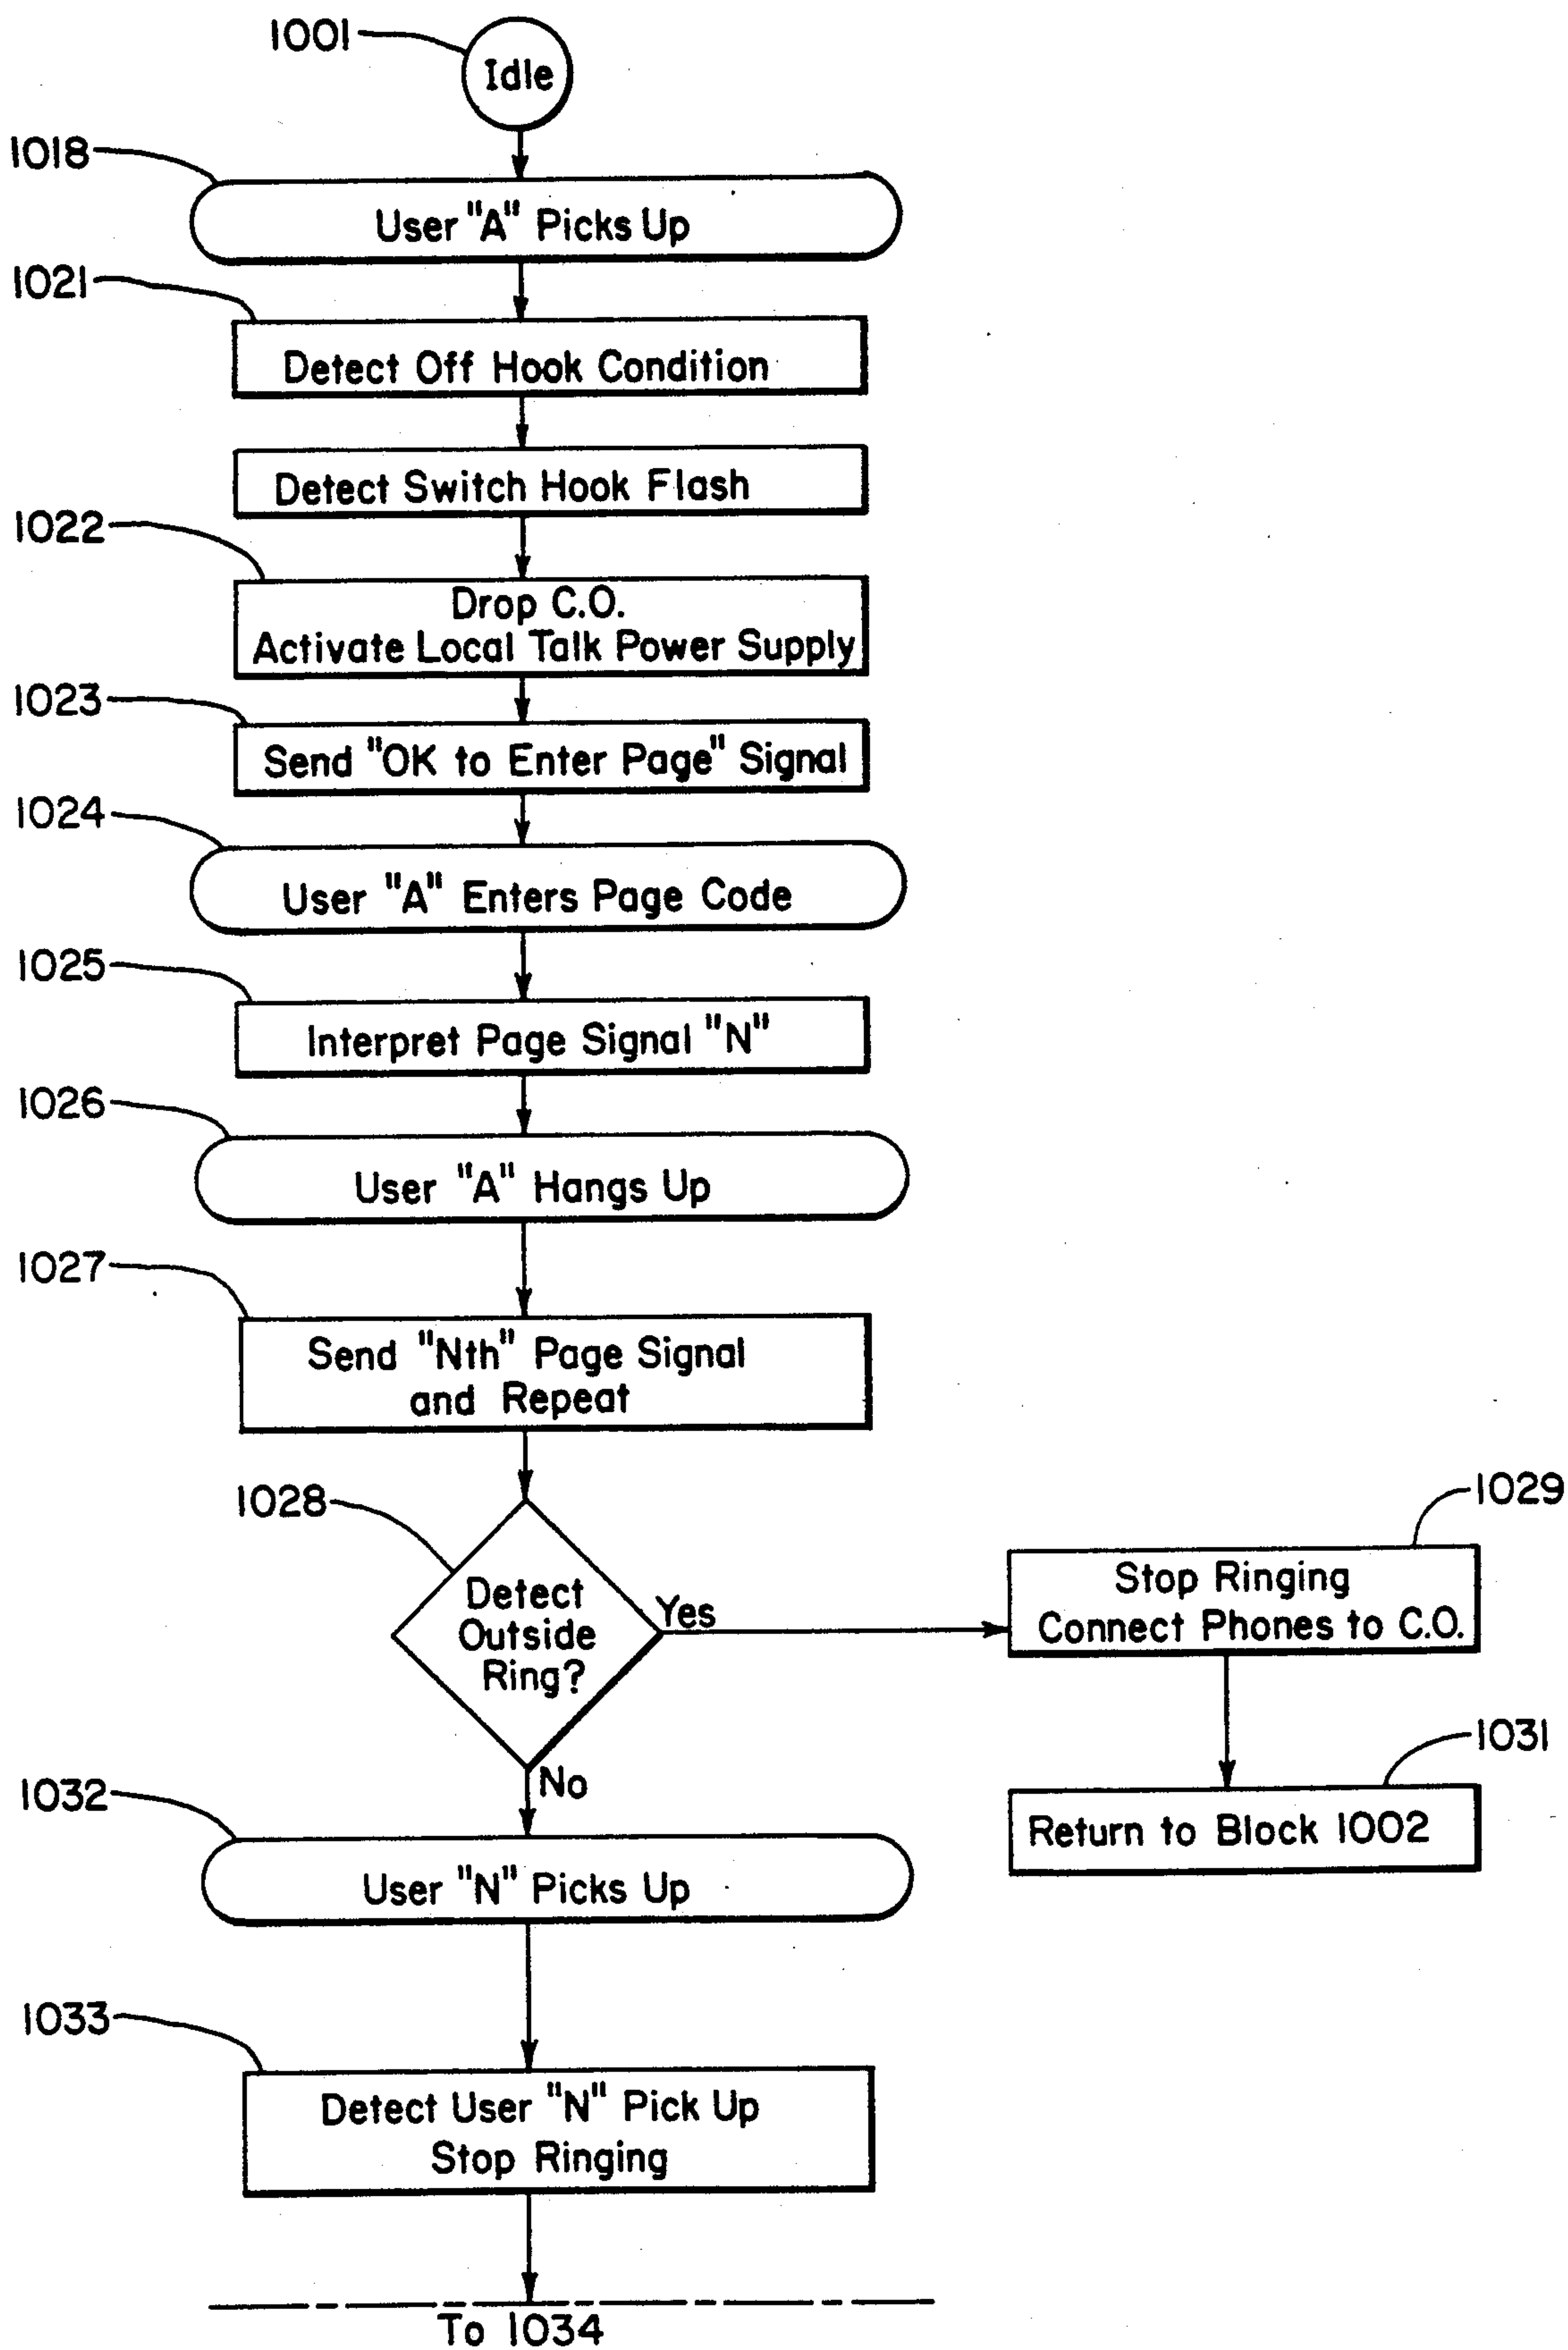 1001
Idle
1018
User "A" Picks Up
1021
Detect Off Hook Condition
Detect Switch Hook Flash
1022
Drop C.O.
Activate Local Talk Power Supply
1023
Send "OK to Enter Page" Signal
1024
User "A" Enters Page Code
1025
Interpret Page Signal "N"
1026
User "A" Hangs Up
1027
Send "Nth" Page Signal
and Repeat
1028
Detect
Outside
Ring?
Yes
1029
Stop Ringing
Connect Phones to C.O.
1031
Return to Block 1002
No
1032
User "N" Picks Up
1033
Detect User "N" Pick Up
Stop Ringing
To 1034